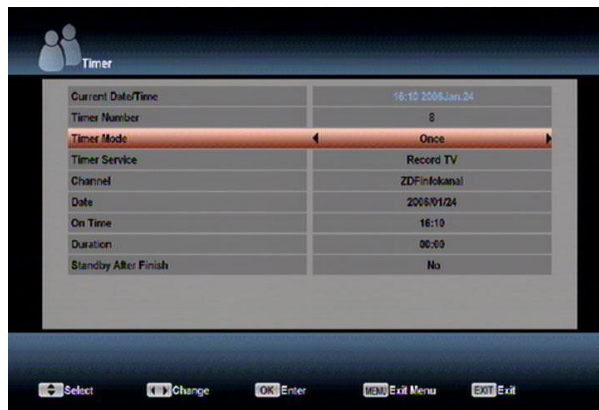 Timer
Current Date/Time 16:10 2006Jan.24
Timer Number 8
Timer Mode Once
Timer Service Record TV
Channel ZDFinfokanal
Date 2006/01/24
On Time 16:10
Duration 00:00
Standby After Finish No
Select Change OK Enter MENU Exit Menu EXIT Exit